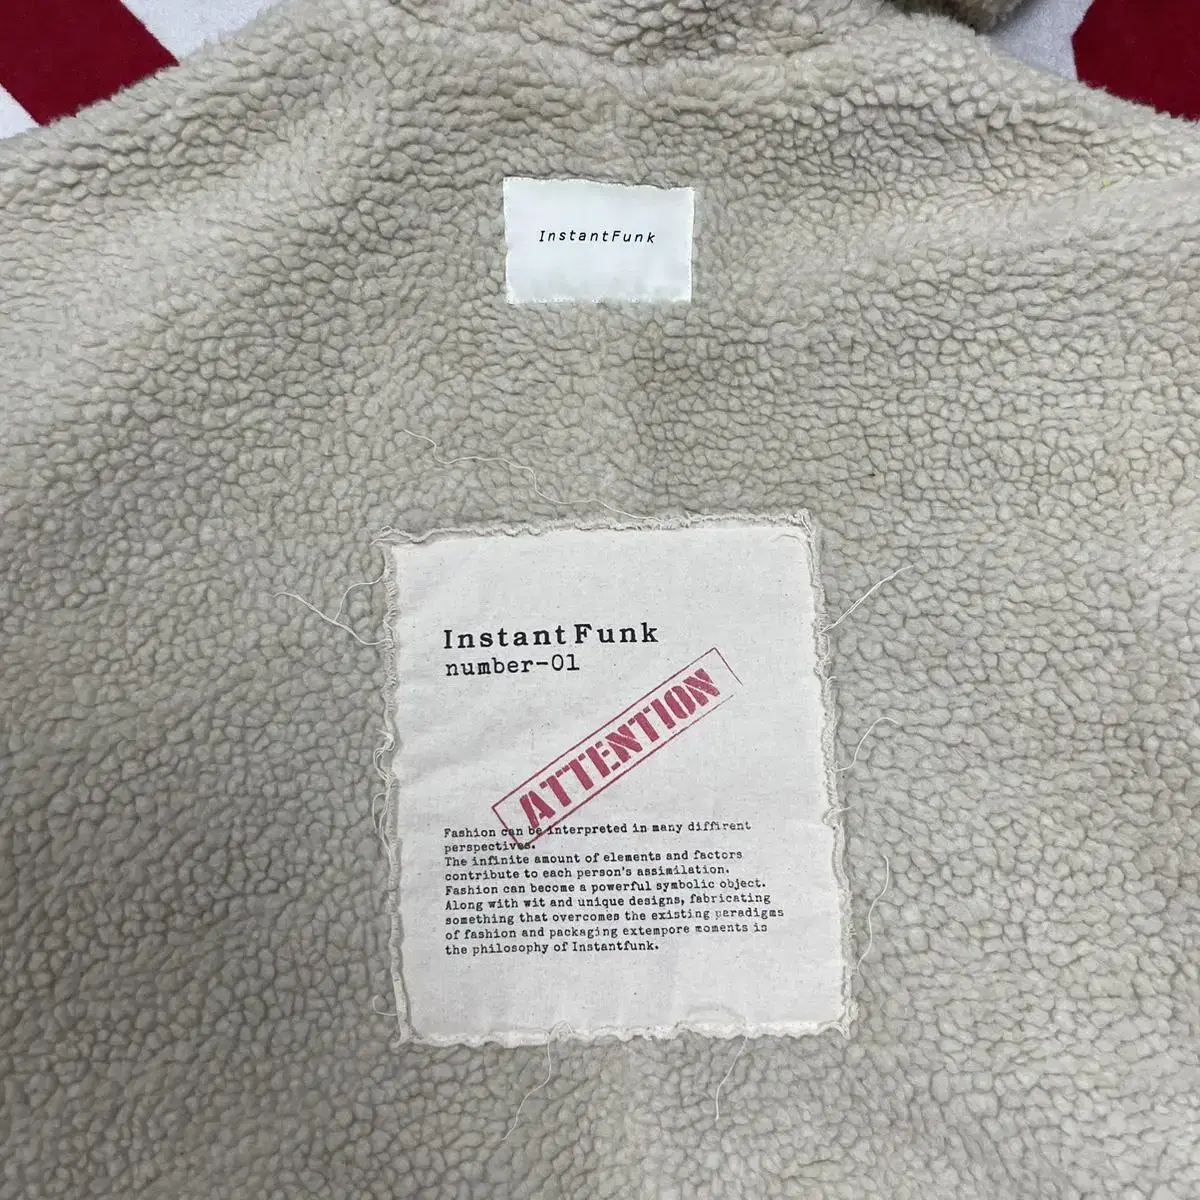 InstantFunk
InstantFunk
number-01
ATTENTION
Fashion can be interpreted in many diffirent
perspectives.
The infinite amount of elements and factors
contribute to each person's assimilation.
Fashion can become a powerful symbolic object.
Along with wit and unique designs, fabricating
something that overcomes the existing paradigms
of fashion and packaging extempore moments is
the philosophy of Instantfunk.